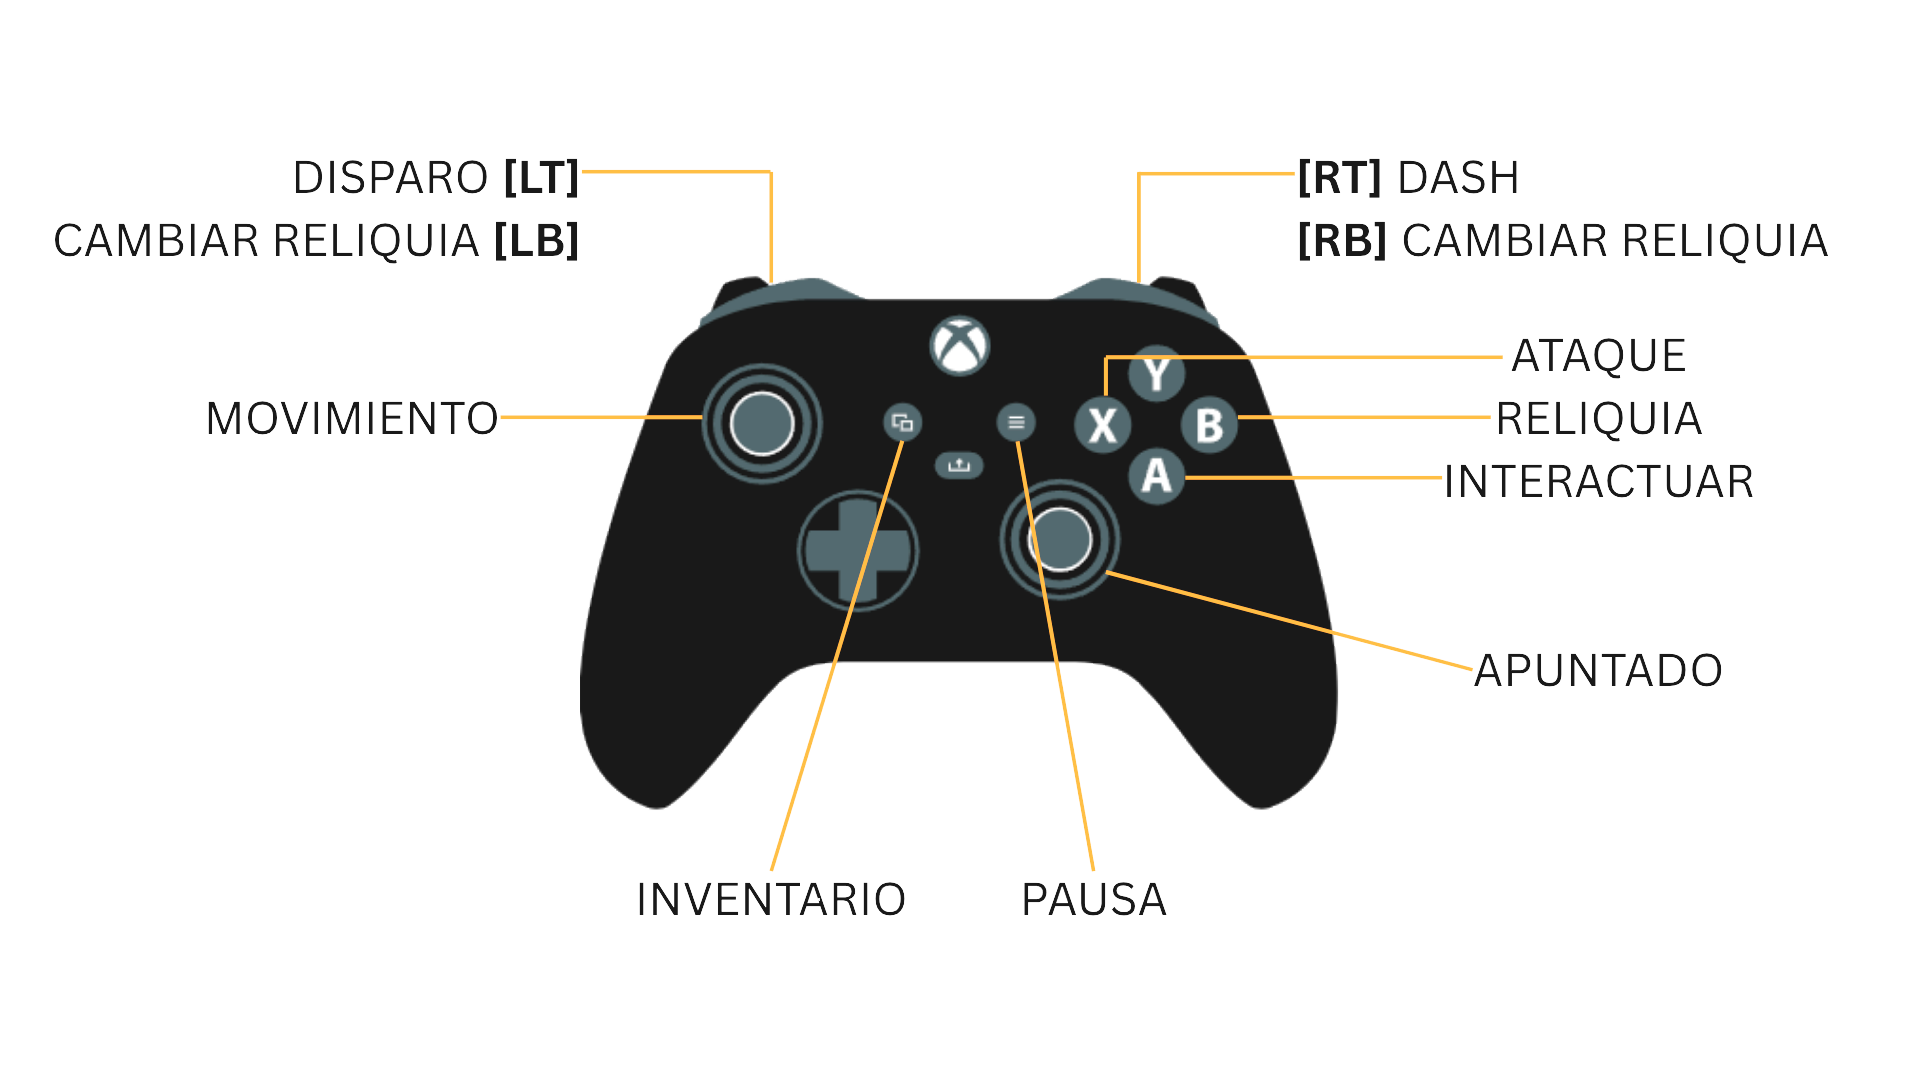 DISPARO [LT]
CAMBIAR RELIQUIA [LB]
[RT] DASH
[RB] CAMBIAR RELIQUIA
ATAQUE
Y
MOVIMIENTO
X
B
RELIQUIA
A
INTERACTUAR
APUNTADO
INVENTARIO
PAUSA